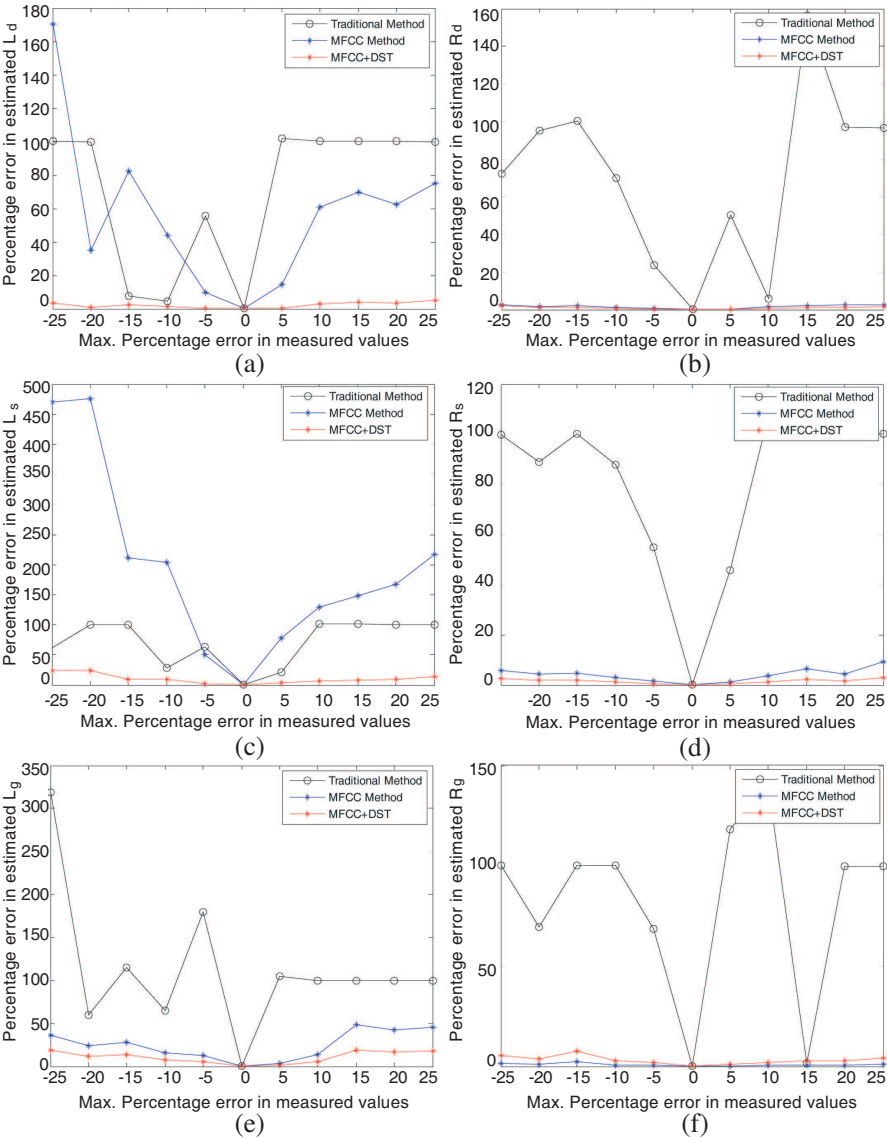 180
160
140
120
100
80
60
40
20
0
-25 -20 -15 -10 -5 0 5 10 15 20 25
Percentage error in estimated Ld
Max. Percentage error in measured values
Traditional Method
MFCC Method
MFCC+DST
(a)
160
140
120
100
80
60
40
20
0
-25 -20 -15 -10 -5 0 5 10 15 20 25
Percentage error in estimated Rd
Max. Percentage error in measured values
Traditional Method
MFCC Method
MFCC+DST
(b)
500
450
400
350
300
250
200
150
100
50
0
-25 -20 -15 -10 -5 0 5 10 15 20 25
Percentage error in estimated Ls
Max. Percentage error in measured values
Traditional Method
MFCC Method
MFCC+DST
(c)
120
100
80
60
40
20
0
-20 -15 -10 -5 0 5 10 15 20 25
Percentage error in estimated Rs
Max. Percentage error in measured values
Traditional Method
MFCC Method
MFCC+DST
(d)
350
300
250
200
150
100
50
0
-25 -20 -15 -10 -5 0 5 10 15 20 25
Percentage error in estimated Lg
Max. Percentage error in measured values
Traditional Method
MFCC Method
MFCC+DST
(e)
150
100
50
0
-25 -20 -15 -10 -5 0 5 10 15 20 25
Percentage error in estimated Rg
Max. Percentage error in measured values
Traditional Method
MFCC Method
MFCC+DST
(f)